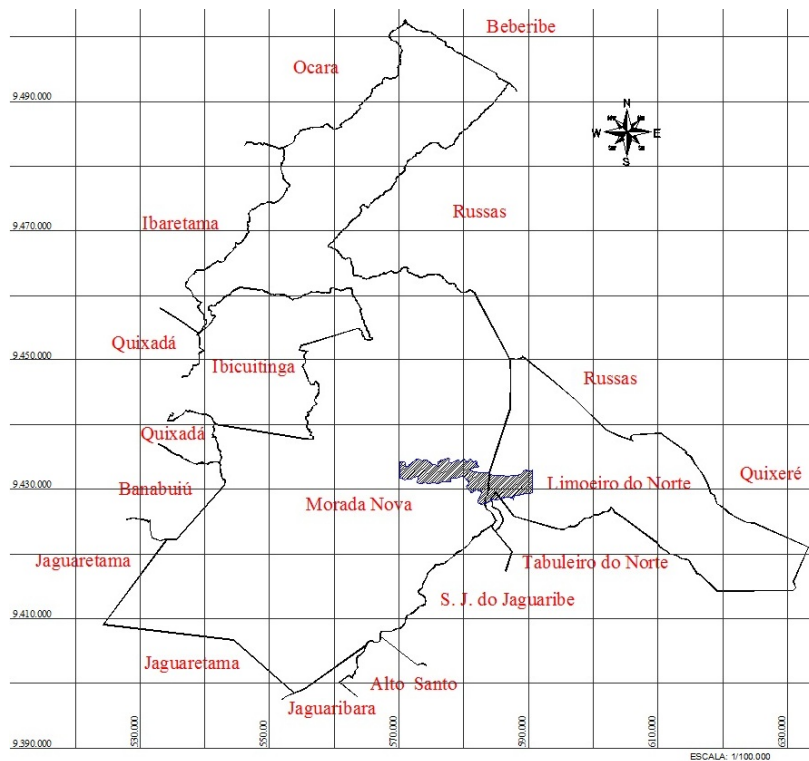 Beberibe
Ocara
9.490.000
N
W E
S
Russas
9.470.000
Ibaretama
Quixadá
9.450.000
Ibicuitinga
Russas
Quixadá
Quixeré
Banabuiú
9.430.000
Limoeiro do Norte
Morada Nova
Jaguaretama
Tabuleiro do Norte
S. J. do Jaguaribe
9.410.000
Jaguaretama
Alto Santo
Jaguaribara
530.000
550.00
570.000
590.000
610.000
630.000
9.390.000
ESCALA: 1/100.000